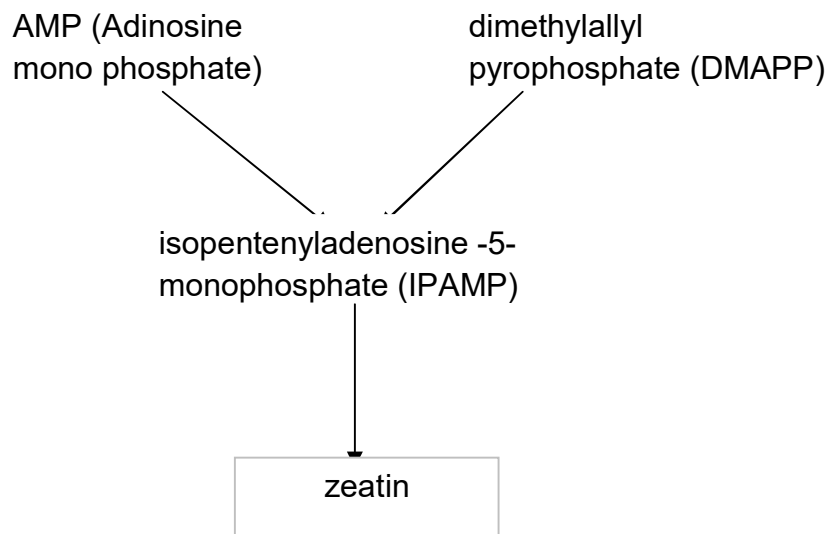 AMP (Adinosine
mono phosphate)
dimethylallyl
pyrophosphate (DMAPP)
isopentenyladenosine -5-
monophosphate (IPAMP)
zeatin